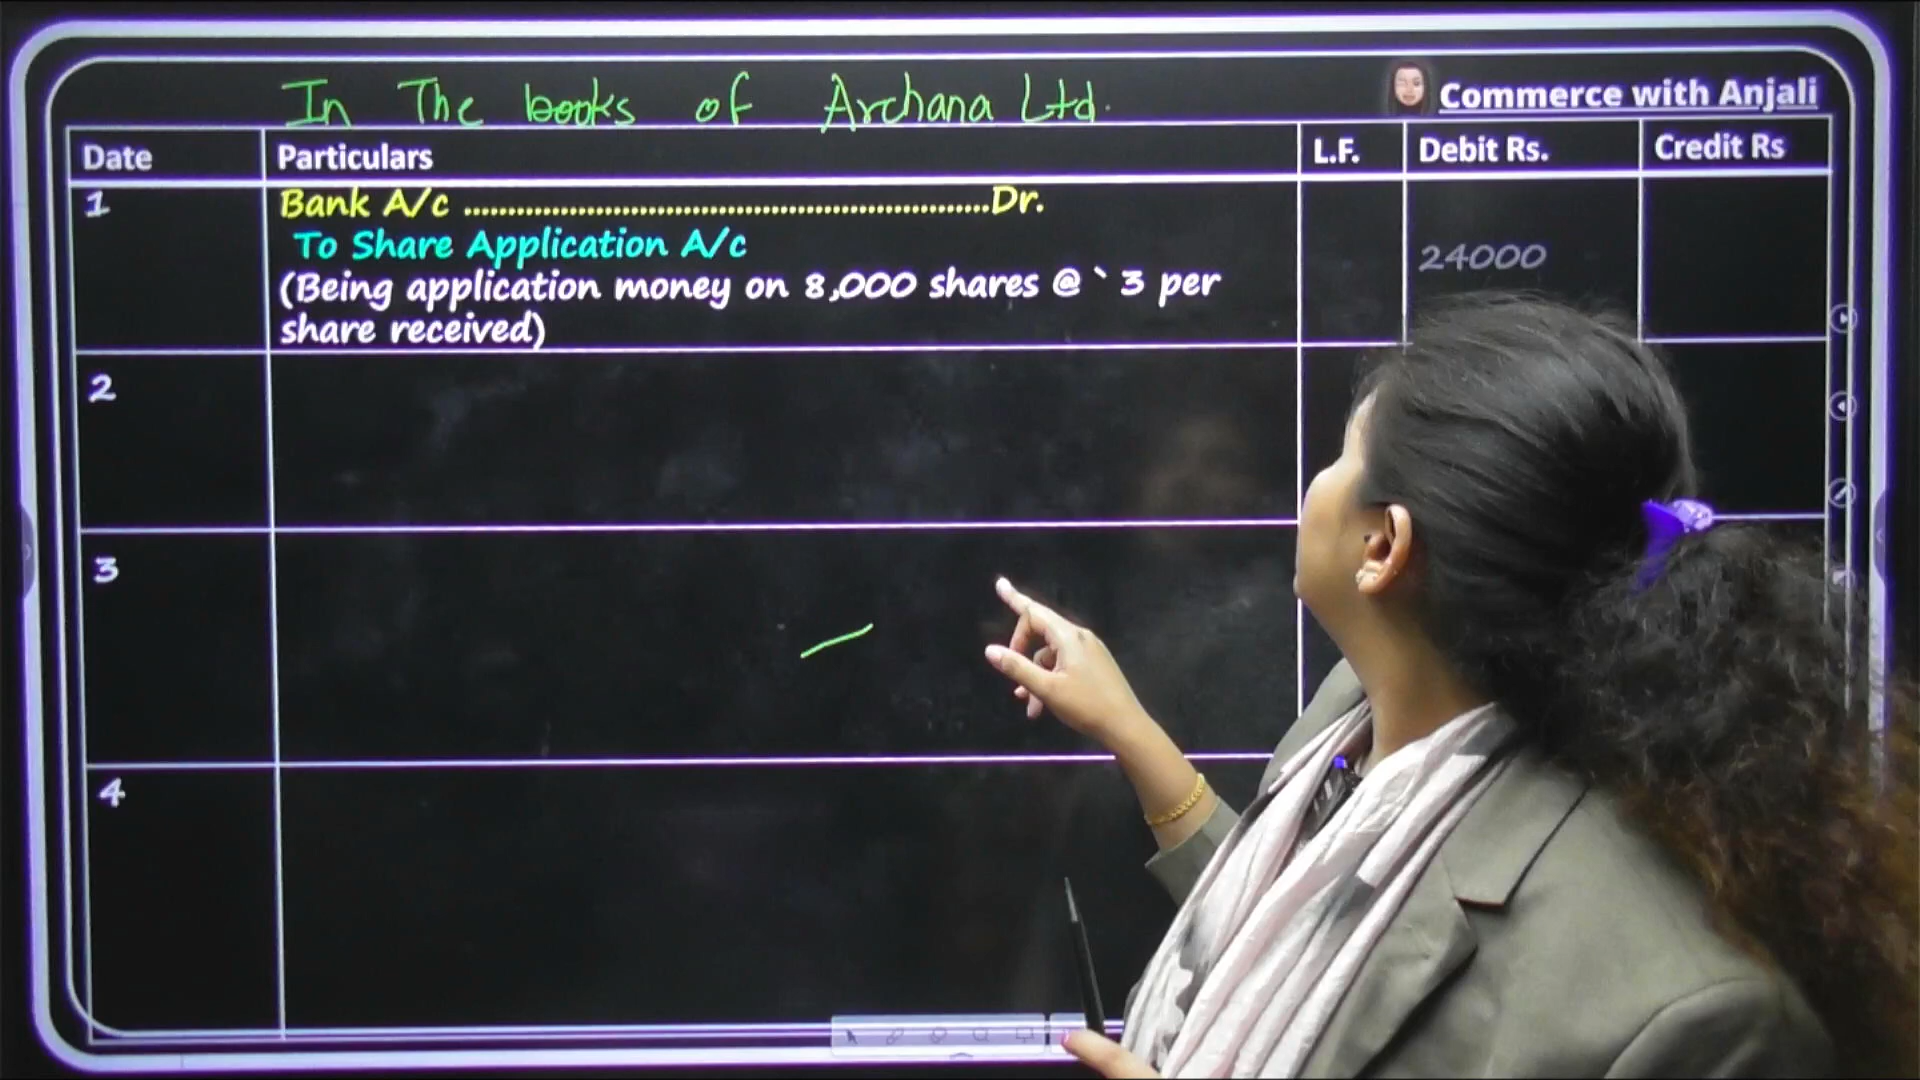 In The books of Archana Ltd.
Commerce with Anjali
Date Particulars L.F. Debit Rs. Credit Rs
1 Bank A/c ............................................................Dr.
To Share Application A/c 24000
(Being application money on 8,000 shares @ ` 3 per
share received)
2
3
4